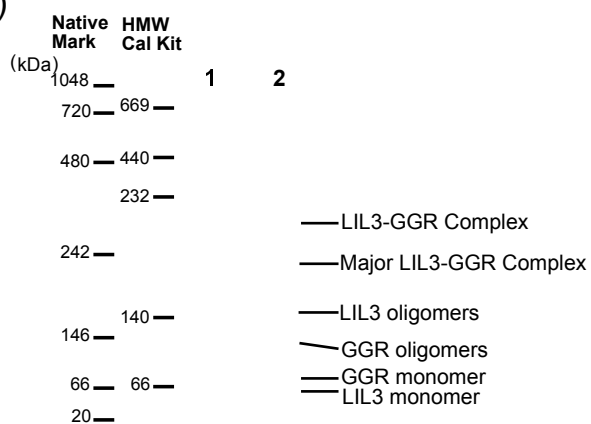 )
Native HMW
Mark Cal Kit
(kDa)
1048
1 2
720 669
480 440
232
LIL3-GGR Complex
242
Major LIL3-GGR Complex
140
LIL3 oligomers
146
GGR oligomers
66 66
GGR monomer
LIL3 monomer
20